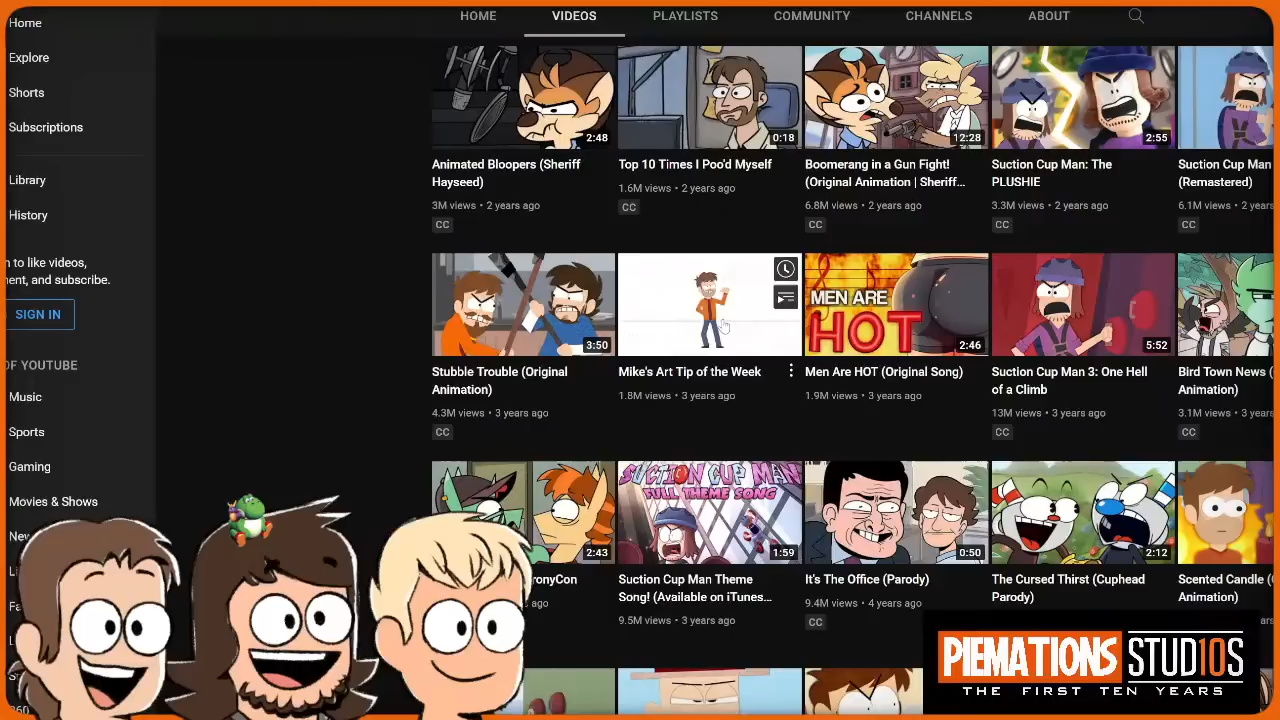 HOME
VIDEOS
PLAYLISTS
COMMUNITY
CHANNELS
ABOUT
Home
Explore
Shorts
Subscriptions
Library
History
n to like videos,
ment, and subscribe.
SIGN IN
OF YOUTUBE
Music
Sports
Gaming
Movies & Shows
2:48
0:18
12:28
2:55
Animated Bloopers (Sheriff
Hayseed)
3M views • 2 years ago
CC
Top 10 Times I Poo'd Myself
1.6M views • 2 years ago
CC
Boomerang in a Gun Fight!
(Original Animation | Sheriff...
6.8M views • 2 years ago
CC
Suction Cup Man: The
PLUSHIE
3.3M views • 2 years ago
CC
Suction Cup Man
(Remastered)
6.1M views • 2 years
CC
3:50
MEN ARE
HOT
2:46
5:52
Stubble Trouble (Original
Animation)
4.3M views • 3 years ago
CC
Mike's Art Tip of the Week
1.8M views • 3 years ago
Men Are HOT (Original Song)
1.9M views • 3 years ago
Suction Cup Man 3: One Hell
of a Climb
13M views • 3 years ago
CC
Bird Town News (
Animation)
3.1M views • 3 years
CC
2:43
SUCTION CUP MAN
FULL THEME SONG
1:59
0:50
2:12
ronyCon
ago
Suction Cup Man Theme
Song! (Available on iTunes...
9.5M views • 3 years ago
It's The Office (Parody)
9.4M views • 4 years ago
CC
The Cursed Thirst (Cuphead
Parody)
Scented Candle (
Animation)
PIEMATIONS STUD10S
THE FIRST TEN YEARS